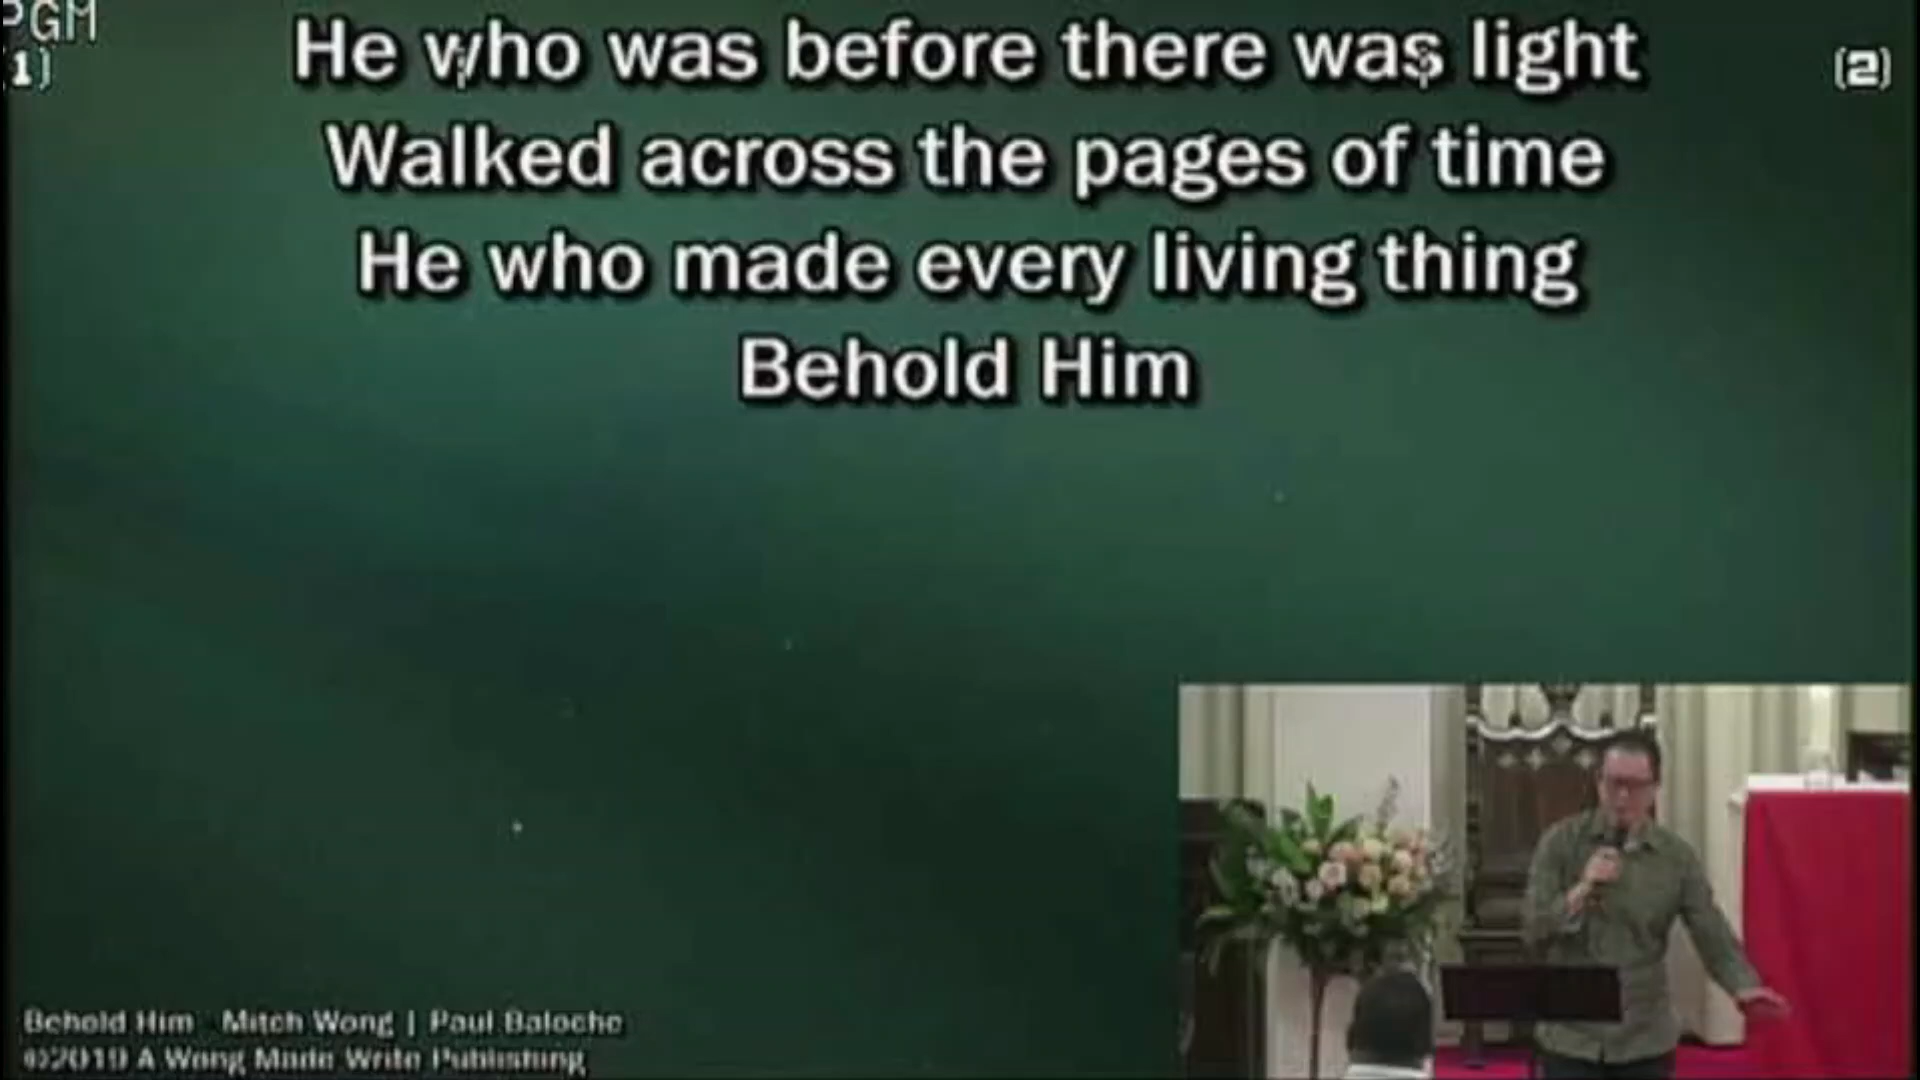 PGM
1)
(2)
He who was before there was light
Walked across the pages of time
He who made every living thing
Behold Him
Behold Him Mitch Wong | Paul Baloche
©2019 A Wong Made Write Publishing